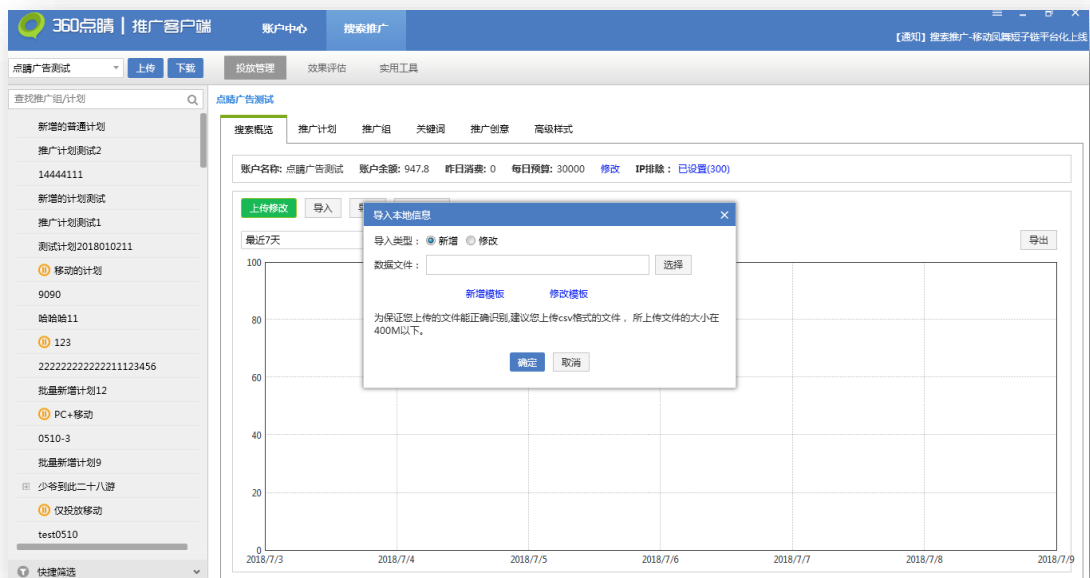 360点睛 | 推广客户端
账户中心
搜索推广
【通知】搜索推广-移动凤舞短子链平台化上线
点睛广告测试
上传
下载
投放管理
效果评估
实用工具
查找推广组/计划
新增的普通计划
推广计划测试2
14444111
新增的计划测试
推广计划测试1
测试计划2018010211
移动的计划
9090
哈哈哈11
123
222222222222211123456
批量新增计划12
PC+移动
0510-3
批量新增计划9
少爷到此二十八游
仅投放移动
test0510
快捷筛选
点睛广告测试
搜索概览
推广计划
推广组
关键词
推广创意
高级样式
账户名称: 点睛广告测试 账户余额: 947.8 昨日消费: 0 每日预算: 30000 修改 IP排除： 已设置(300)
上传修改
导入
最近7天
导出
导入本地信息
导入类型： 新增 修改
数据文件：
选择
新增模板
修改模板
为保证您上传的文件能正确识别,建议您上传csv格式的文件 ，所上传文件的大小在
400M以下。
确定
取消
100
80
60
40
20
0
2018/7/3
2018/7/4
2018/7/5
2018/7/6
2018/7/7
2018/7/8
2018/7/9